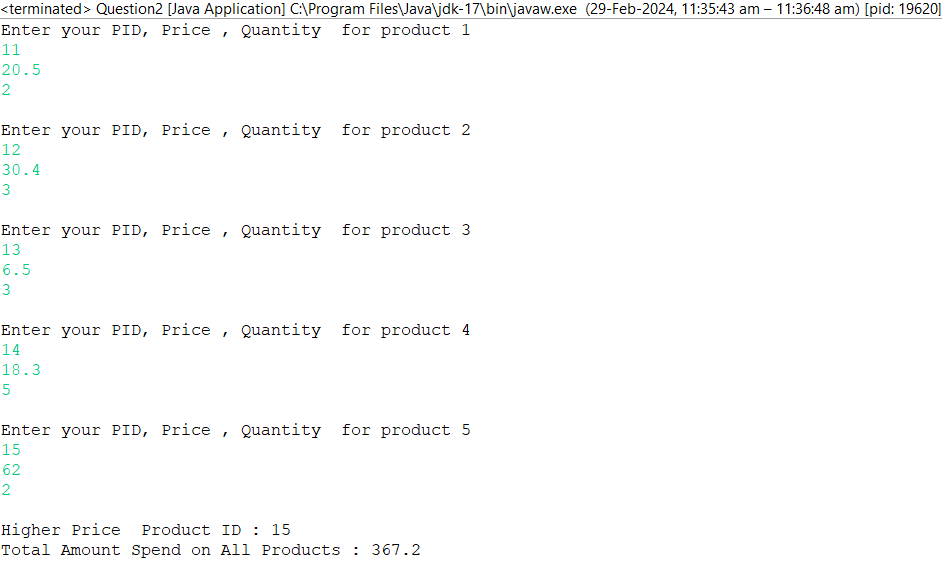 <terminated> Question2 [Java Application] C:\Program Files\Java\jdk-17\bin\javaw.exe  (29-Feb-2024, 11:35:43 am – 11:36:48 am) [pid: 19620]
Enter your PID, Price , Quantity  for product 1
11
20.5
2
Enter your PID, Price , Quantity  for product 2
12
30.4
3
Enter your PID, Price , Quantity  for product 3
13
6.5
3
Enter your PID, Price , Quantity  for product 4
14
18.3
5
Enter your PID, Price , Quantity  for product 5
15
62
2
Higher Price  Product ID : 15
Total Amount Spend on All Products : 367.2